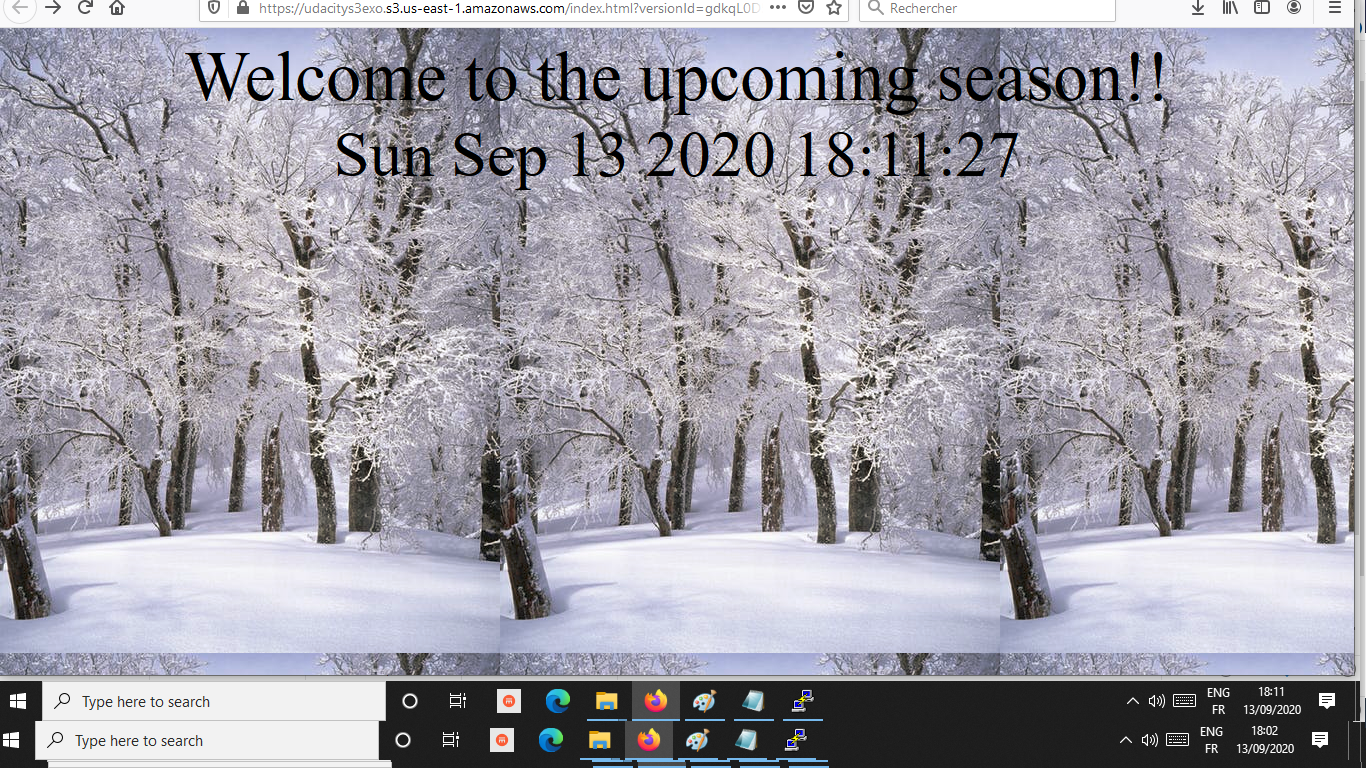 https://udacitys3exo.s3.us-east-1.amazonaws.com/index.html?versionId=gdkqL0D
Rechercher
Welcome to the upcoming season!!
Sun Sep 13 2020 18:11:27
Type here to search
ENG
FR
18:11
13/09/2020
Type here to search
ENG
FR
18:02
13/09/2020